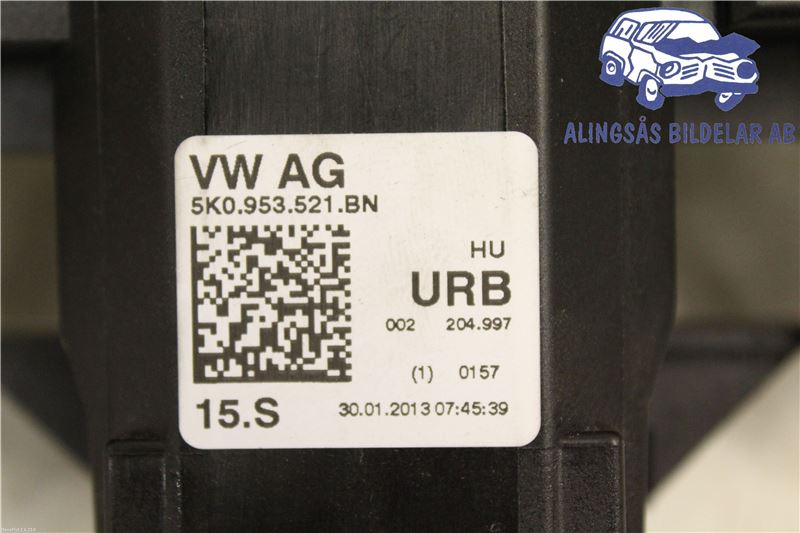 ALINGSÅS BILDELAR AB
VW AG
5K0.953.521.BN
HU
URB
002 204.997
(1) 0157
15.S 30.01.2013 07:45:39